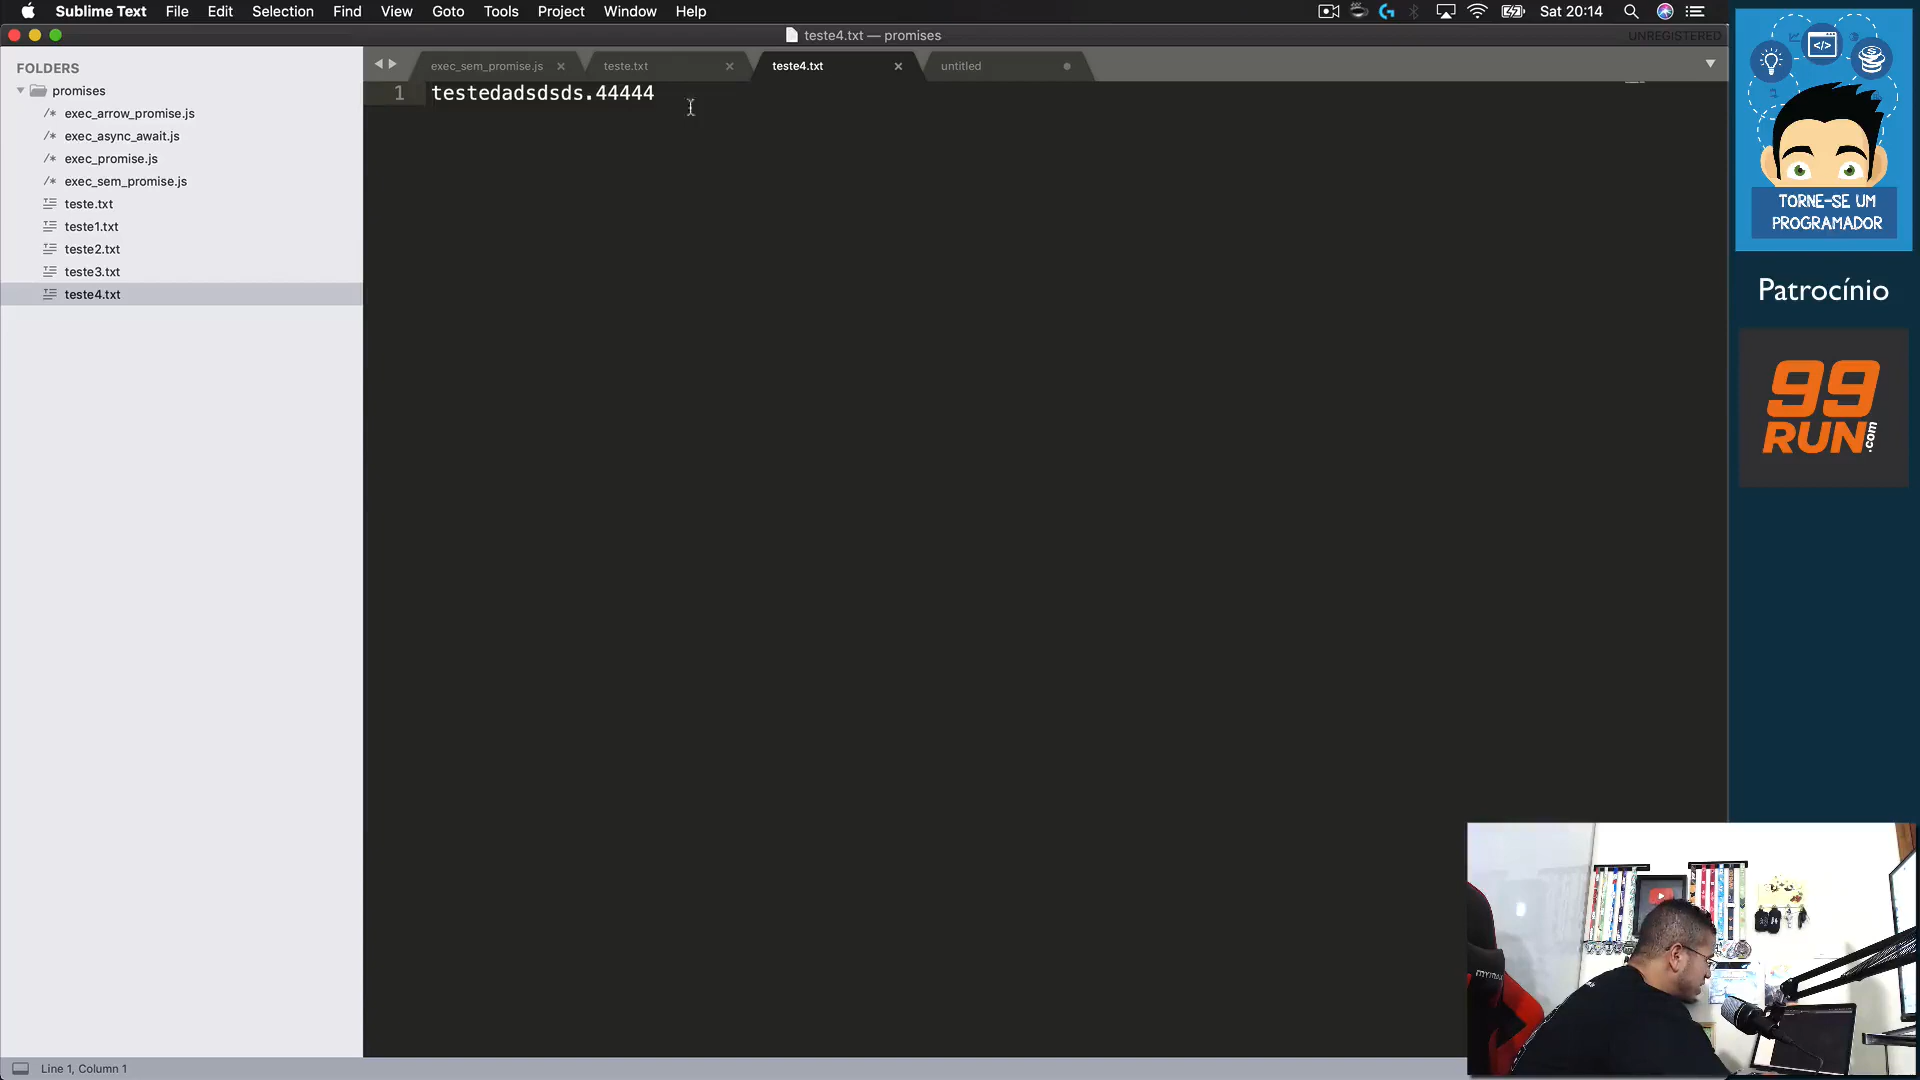 Sublime Text File Edit Selection Find View Goto Tools Project Window Help Sat 20:14
teste4.txt — promises
UNREGISTERED
FOLDERS
promises
exec_arrow_promise.js
exec_async_await.js
exec_promise.js
exec_sem_promise.js
teste.txt
teste1.txt
teste2.txt
teste3.txt
teste4.txt
exec_sem_promise.js teste.txt teste4.txt untitled
1 testedadsdsds.44444
Line 1, Column 1
TORNE-SE UM
PROGRAMADOR
Patrocínio
99
RUN.com